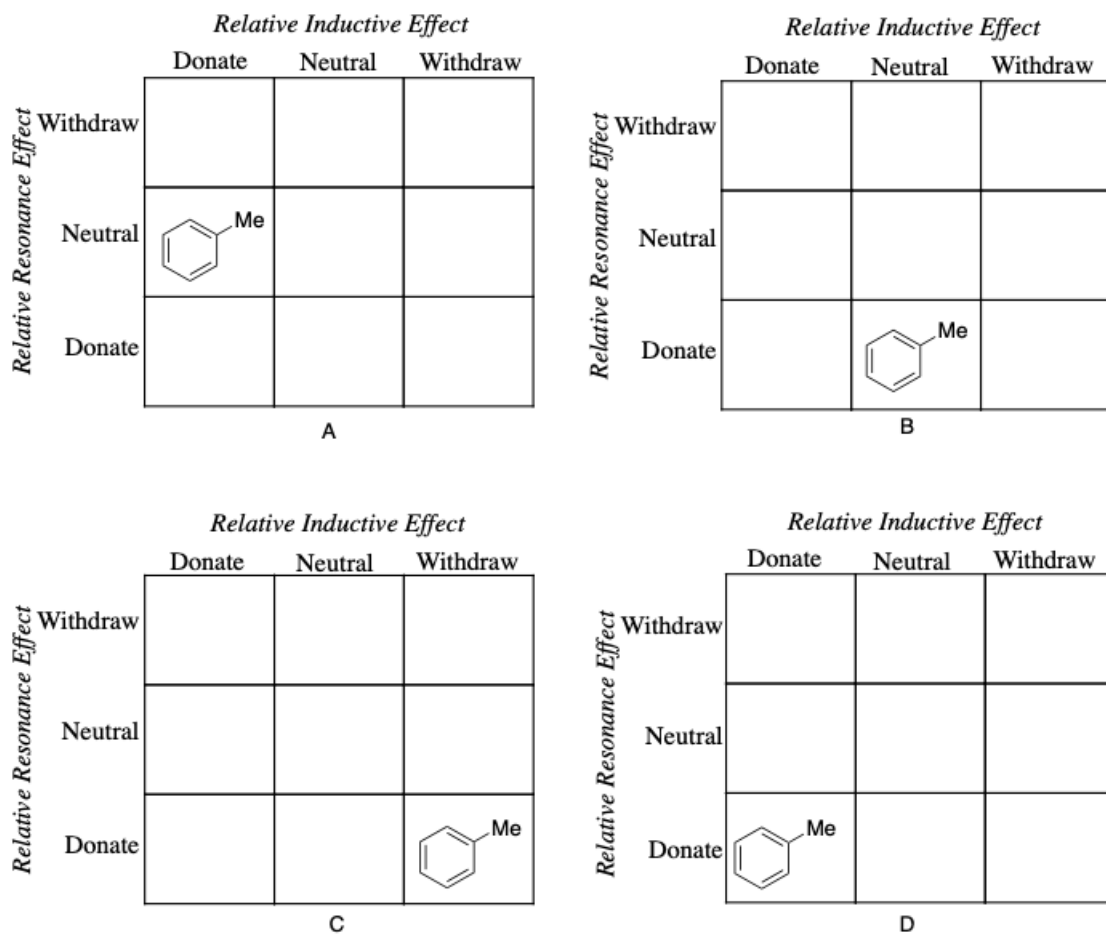 Relative Inductive Effect
Donate Neutral Withdraw
Relative Resonance Effect
Withdraw
Neutral
Me
Donate
A
Relative Inductive Effect
Donate Neutral Withdraw
Relative Resonance Effect
Withdraw
Neutral
Donate
Me
B
Relative Inductive Effect
Donate Neutral Withdraw
Relative Resonance Effect
Withdraw
Neutral
Donate
Me
C
Relative Inductive Effect
Donate Neutral Withdraw
Relative Resonance Effect
Withdraw
Neutral
Donate
Me
D